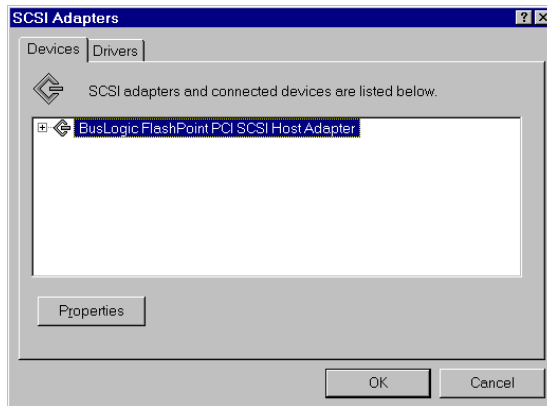 SCSI Adapters
Devices
Drivers
SCSI adapters and connected devices are listed below.
BusLogic FlashPoint PCI SCSI Host Adapter
Properties
OK
Cancel